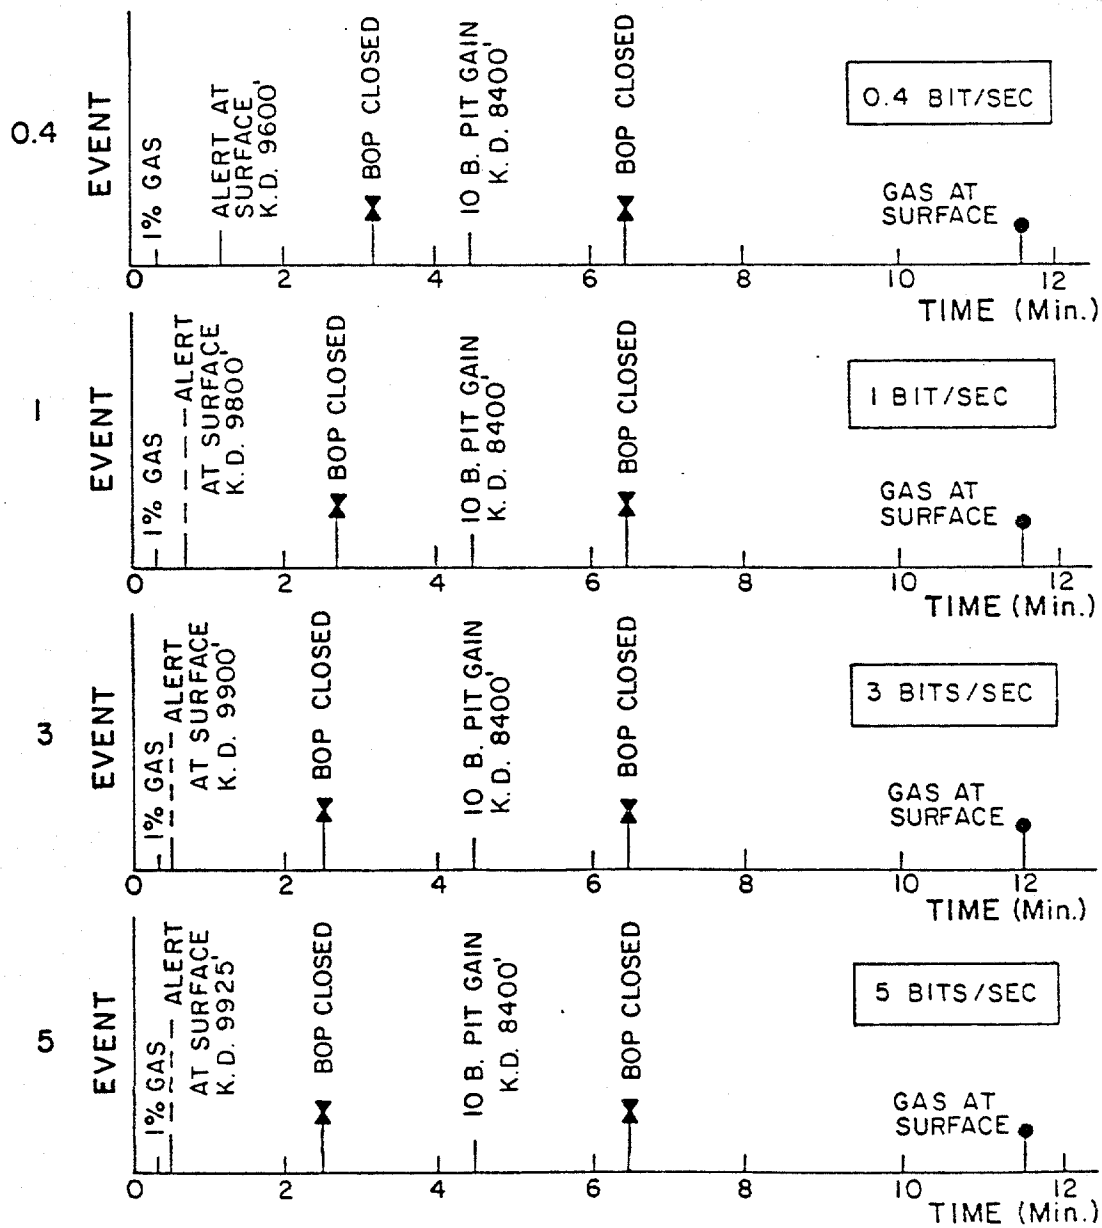 0.4
EVENT
1% GAS
ALERT AT
SURFACE
K.D. 9600'
BOP CLOSED
10 B. PIT GAIN
K.D. 8400'
BOP CLOSED
0.4 BIT/SEC
GAS AT
SURFACE
0 2 4 6 8 10 12
TIME (Min.)
1
EVENT
1% GAS
ALERT
AT SURFACE
K.D. 9800'
BOP CLOSED
10 B. PIT GAIN
K.D. 8400'
BOP CLOSED
1 BIT/SEC
GAS AT
SURFACE
0 2 4 6 8 10 12
TIME (Min.)
3
EVENT
1% GAS
ALERT
AT SURFACE
K.D. 9900'
BOP CLOSED
10 B. PIT GAIN
K.D. 8400'
BOP CLOSED
3 BITS/SEC
GAS AT
SURFACE
0 2 4 6 8 10 12
TIME (Min.)
5
EVENT
1% GAS
ALERT
AT SURFACE
K.D. 9925'
BOP CLOSED
10 B. PIT GAIN
K.D. 8400'
BOP CLOSED
5 BITS/SEC
GAS AT
SURFACE
0 2 4 6 8 10 12
TIME (Min.)